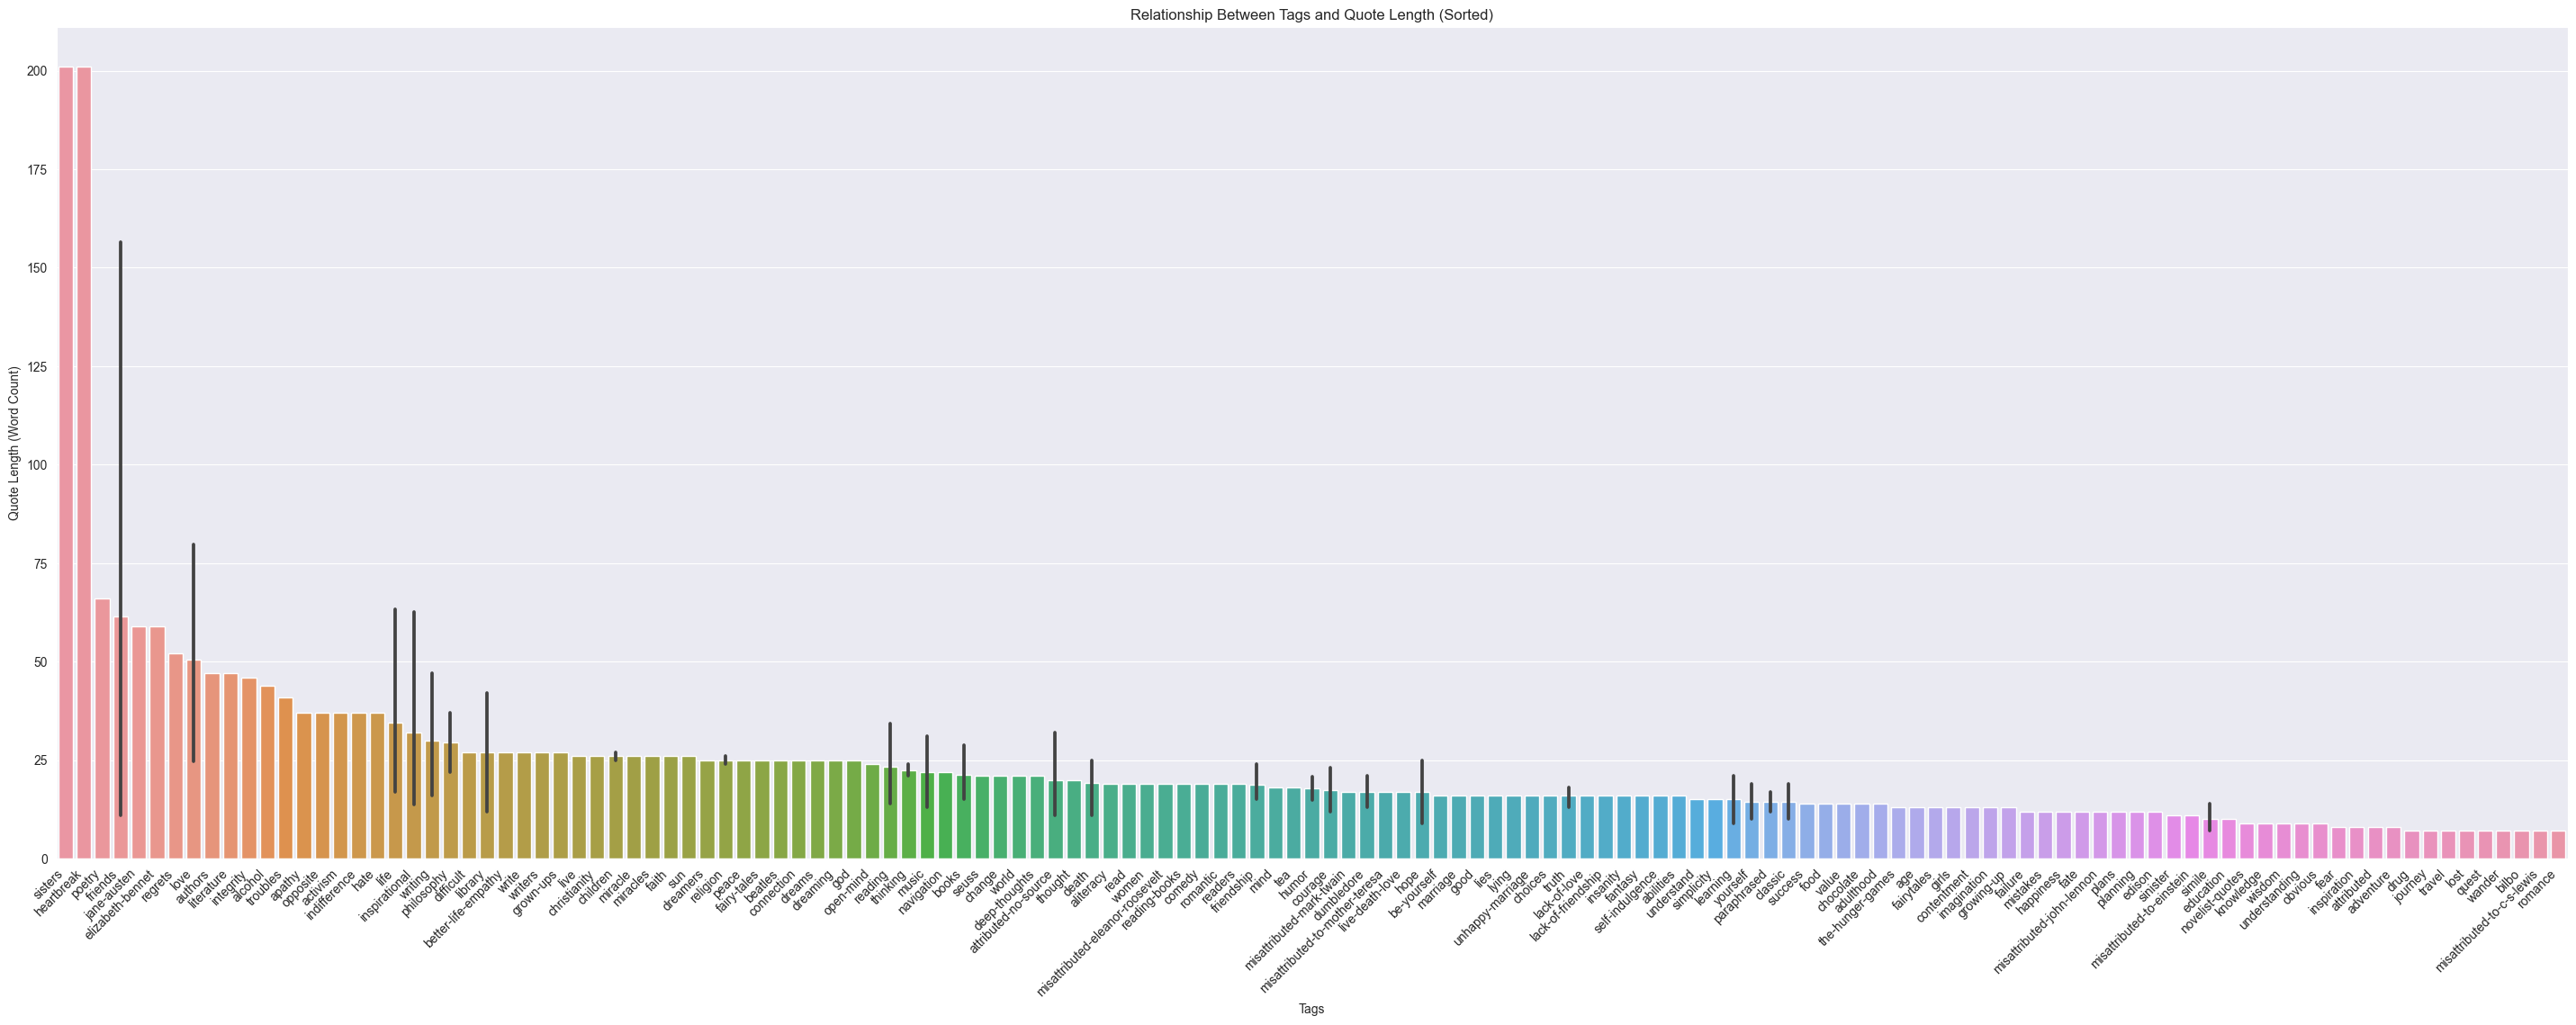 Relationship Between Tags and Quote Length (Sorted)
Quote Length (Word Count)
200
175
150
125
100
75
50
25
0
sisters
heartbreak
poetry
friends
jane-austen
elizabeth-bennet
regrets
love
authors
literature
integrity
alcohol
troubles
apathy
opposite
activism
indifference
hate
life
inspirational
writing
philosophy
difficult
library
better-life-empathy
write
writers
grown-ups
live
christianity
children
miracle
miracles
faith
sun
dreamers
religion
peace
fairy-tales
beatles
connection
dreams
dreaming
god
open-mind
reading
thinking
music
navigation
books
seuss
change
world
deep-thoughts
attributed-no-source
thought
death
aliteracy
read
women
misattributed-eleanor-roosevelt
reading-books
comedy
romantic
readers
friendship
mind
tea
humor
courage
misattributed-mark-twain
dumbledore
misattributed-to-mother-teresa
live-death-love
hope
be-yourself
marriage
good
lies
lying
unhappy-marriage
choices
truth
lack-of-love
lack-of-friendship
insanity
fantasy
self-indulgence
abilities
understand
simplicity
learning
yourself
paraphrased
classic
success
food
value
chocolate
adulthood
the-hunger-games
age
fairytales
girls
contentment
imagination
growing-up
failure
mistakes
happiness
fate
misattributed-john-lennon
plans
planning
edison
sinister
misattributed-to-einstein
simile
education
novelist-quotes
knowledge
wisdom
understanding
obvious
fear
inspiration
attributed
adventure
drug
journey
travel
lost
quest
wander
bilbo
misattributed-to-c-s-lewis
romance
Tags